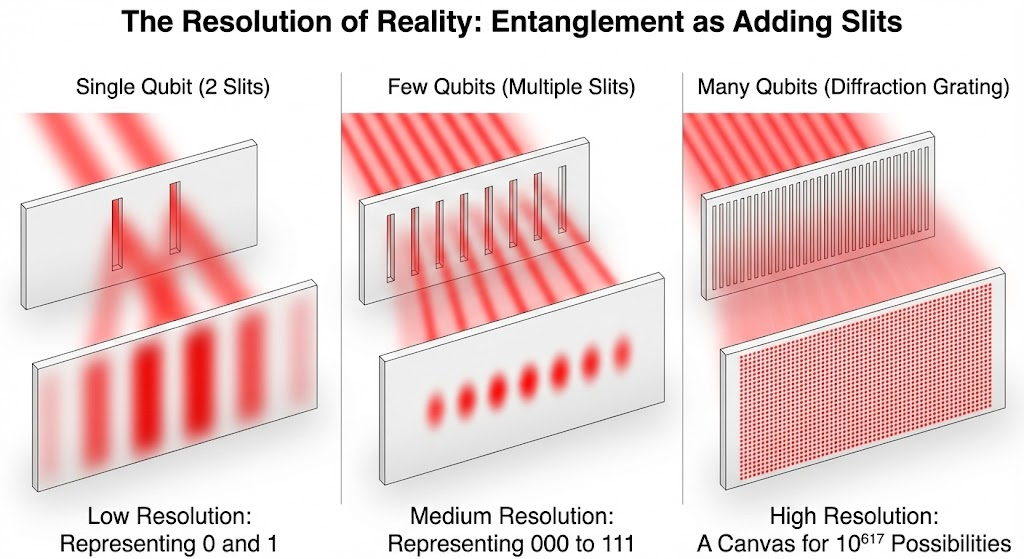 The Resolution of Reality: Entanglement as Adding Slits
Single Qubit (2 Slits)
Low Resolution:
Representing 0 and 1
Few Qubits (Multiple Slits)
Medium Resolution:
Representing 000 to 111
Many Qubits (Diffraction Grating)
High Resolution:
A Canvas for 10⁶¹⁷ Possibilities